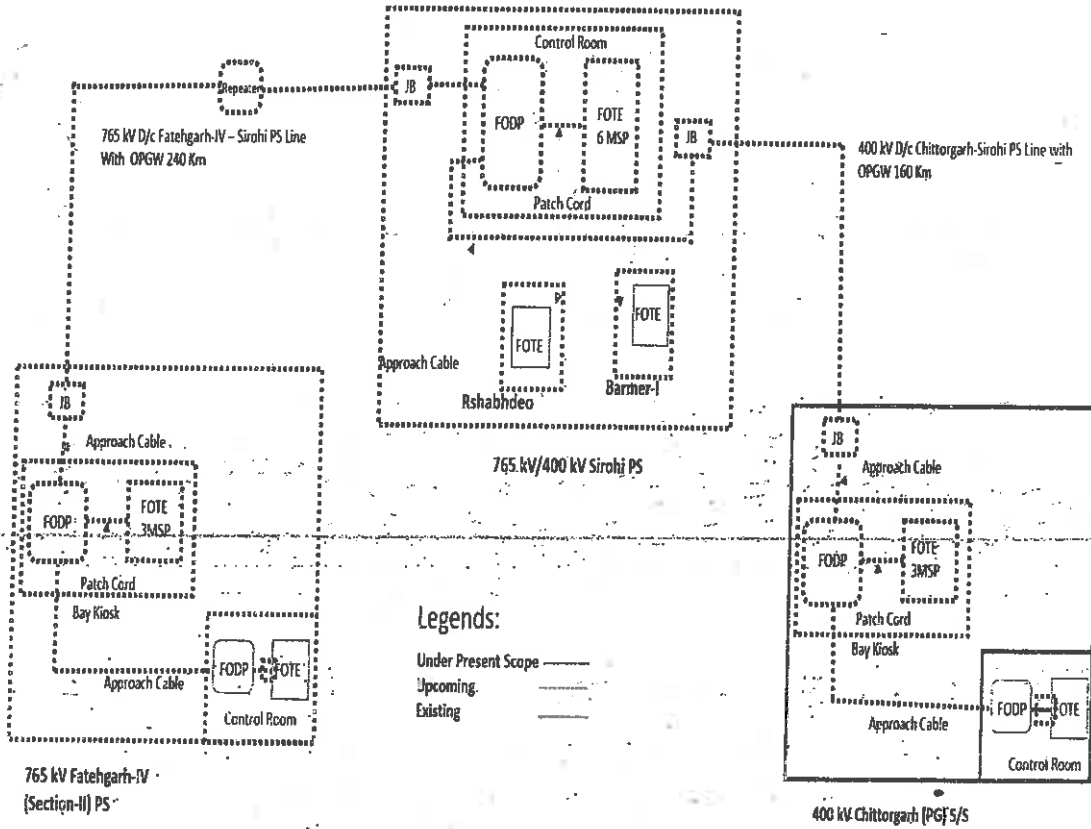 Control Room
JB
FODP
FOTE
6 MSP
Patch Cord
JB
Repeater
765 kV D/c Fatehgarh-IV – Sirohi PS Line
With OPGW 240 Km
400 kV D/c Chittorgarh-Sirohi PS Line with
OPGW 160 Km
FOTE
FOTE
Approach Cable
Rshabhdeo
Barmer-I
765 kV/400 kV Sirohi PS
JB
Approach Cable
FODP
FOTE
3MSP
Patch Cord
Bay Kiosk
Approach Cable
FODP
FOTE
Control Room
765 kV Fatehgarh-IV
(Section-II) PS
Legends:
Under Present Scope
Upcoming
Existing
JB
Approach Cable
FODP
FOTE
3MSP
Patch Cord
Bay Kiosk
Approach Cable
FODP
FOTE
Control Room
400 kV Chittorgarh (PG) S/S